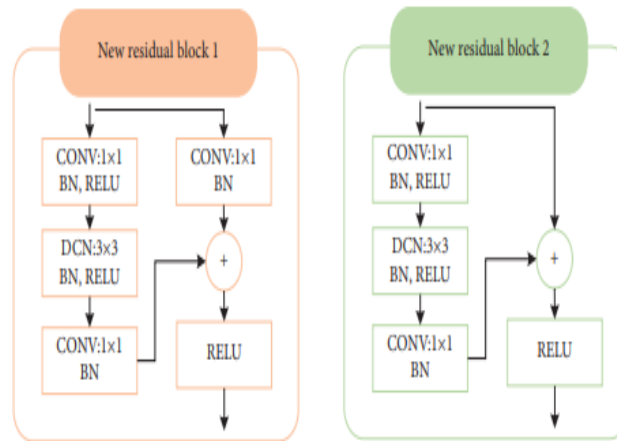 New residual block 1
CONV:1×1
BN, RELU
CONV:1×1
BN
DCN:3×3
BN, RELU
+
CONV:1×1
BN
RELU
New residual block 2
CONV:1×1
BN, RELU
DCN:3×3
BN, RELU
+
CONV:1×1
BN
RELU